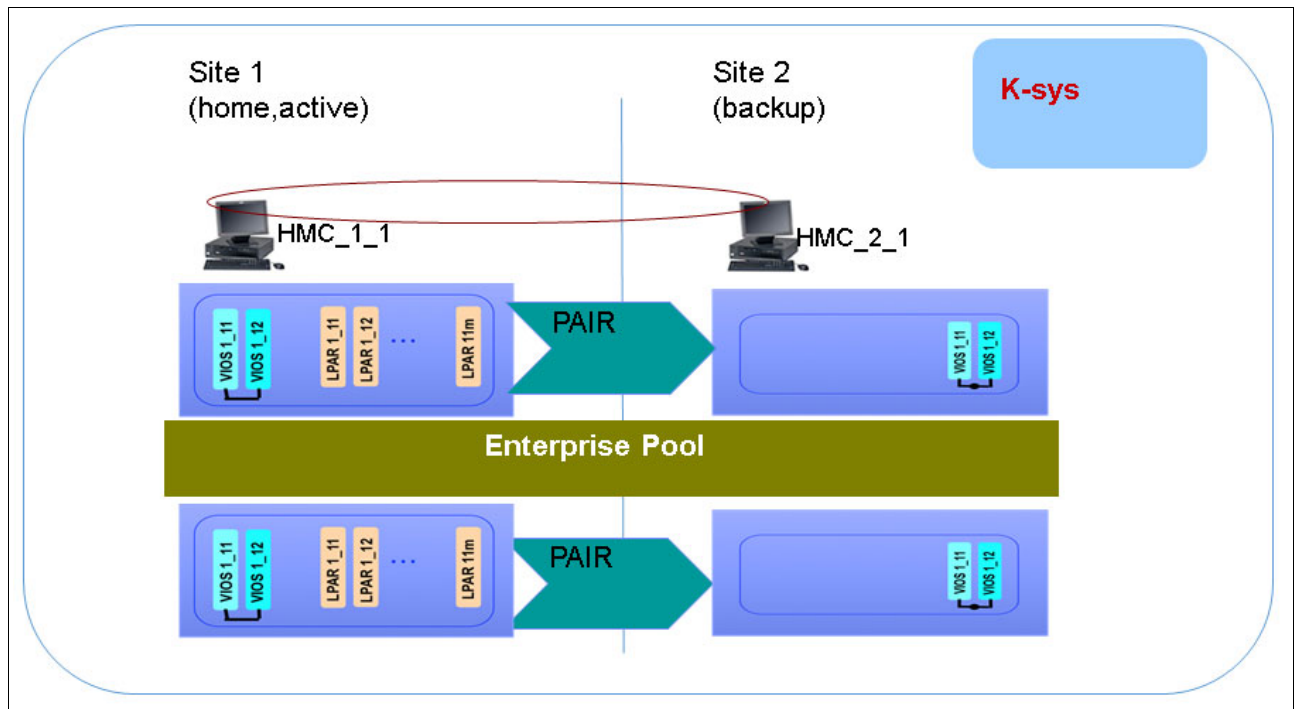 Site 1
(home,active)
Site 2
(backup)
K-sys
HMC_1_1
HMC_2_1
VIOS 1_11
VIOS 1_12
LPAR 1_11
LPAR 1_12
...
LPAR 11m
PAIR
VIOS 1_11
VIOS 1_12
Enterprise Pool
VIOS 1_11
VIOS 1_12
LPAR 1_11
LPAR 1_12
...
LPAR 11m
PAIR
VIOS 1_11
VIOS 1_12